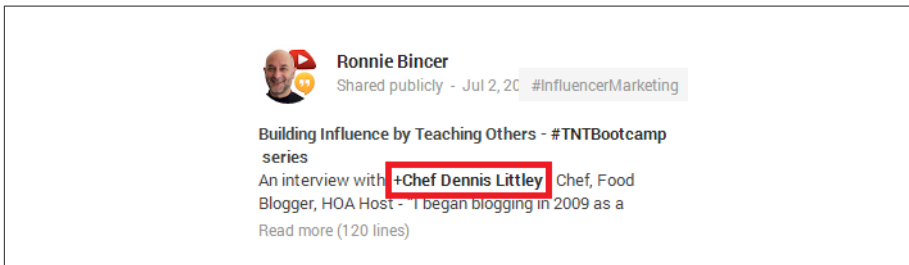 Ronnie Bincer
Shared publicly - Jul 2, 20 #InfluencerMarketing
Building Influence by Teaching Others - #TNTBootcamp
series
An interview with +Chef Dennis Littley Chef, Food
Blogger, HOA Host - "I began blogging in 2009 as a
Read more (120 lines)